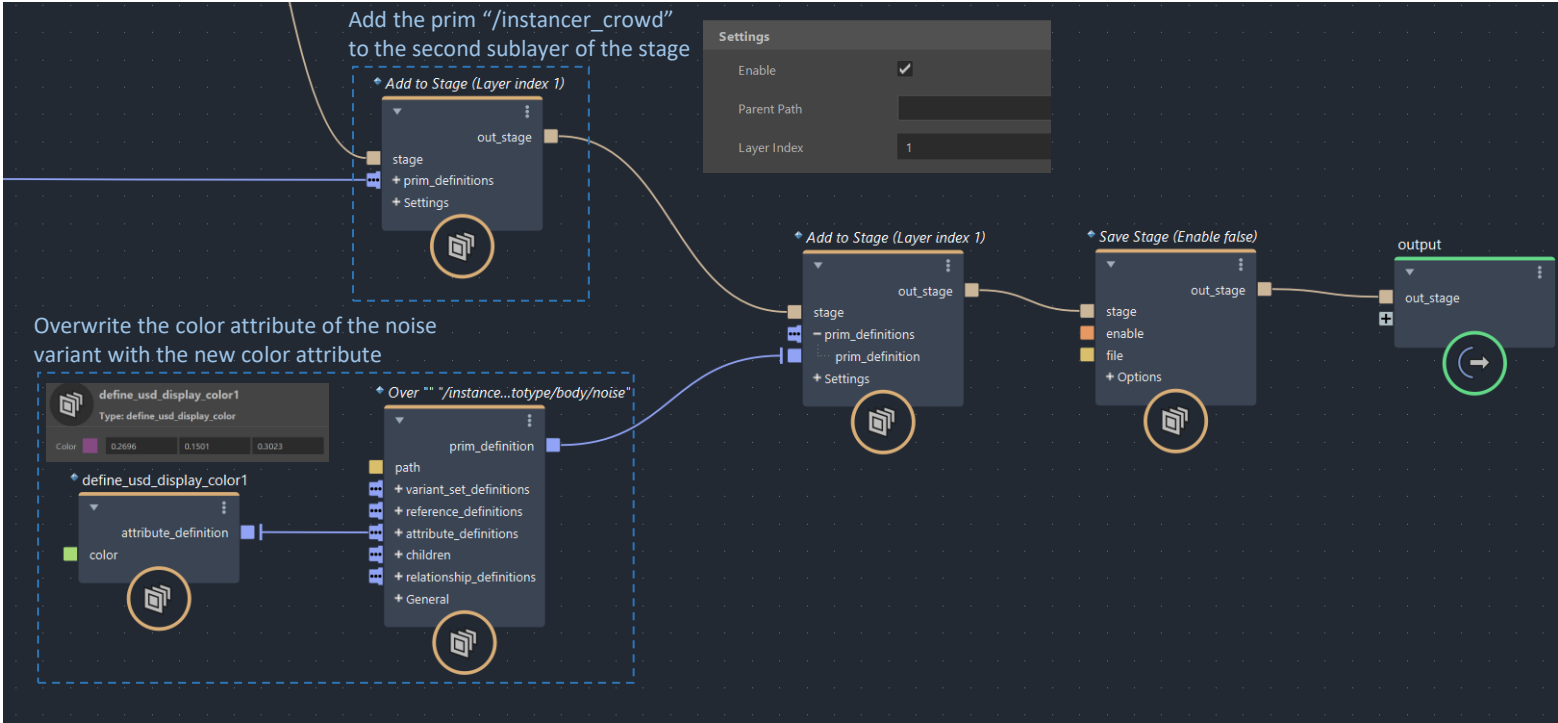 Add the prim “/instancer_crowd”
to the second sublayer of the stage
Add to Stage (Layer index 1)
out_stage
stage
prim_definitions
Settings
Settings
Enable
Parent Path
Layer Index 1
Add to Stage (Layer index 1)
out_stage
stage
prim_definitions
prim_definition
Settings
Save Stage (Enable false)
out_stage
stage
enable
file
Options
output
out_stage
Overwrite the color attribute of the noise
variant with the new color attribute
define_usd_display_color1
Type: define_usd_display_color
Color 0.2696 0.1501 0.3023
define_usd_display_color1
attribute_definition
color
Over "" "/instance...totype/body/noise"
prim_definition
path
variant_set_definitions
reference_definitions
attribute_definitions
children
relationship_definitions
General